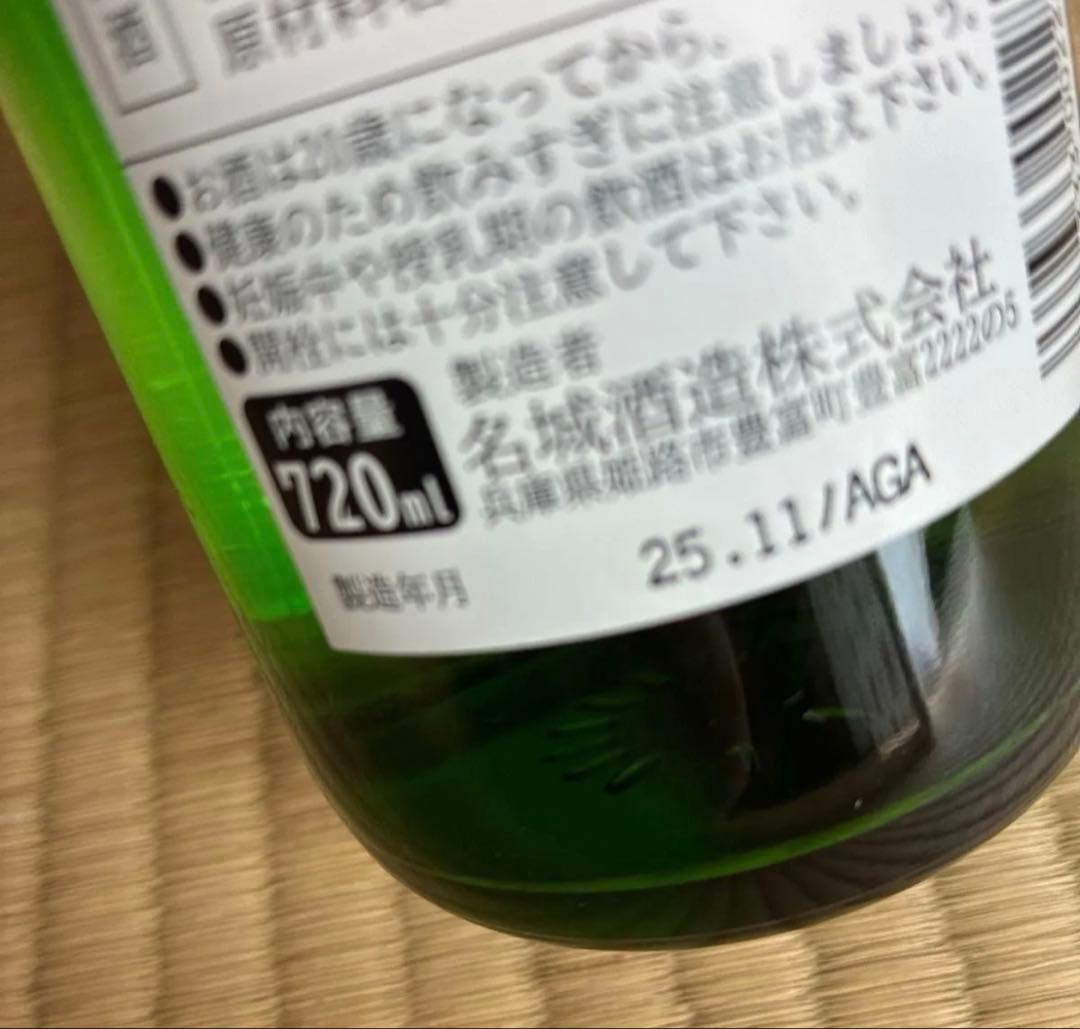 原材料名
●お酒は20歳になってから。
●健康のため飲みすぎに注意しましょう。
●妊娠中や授乳期の飲酒はお控え下さい。
●開栓には十分注意して下さい。
内容量
720ml
製造者
名城酒造株式会社
兵庫県姫路市豊富町豊富2222の5
製造年月
25.11/AGA